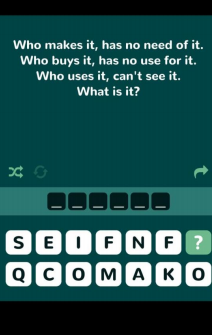 Who makes it, has no need of it.
Who buys it, has no use for it.
Who uses it, can't see it.
What is it?
S E I F N F ?
Q C O M A K O